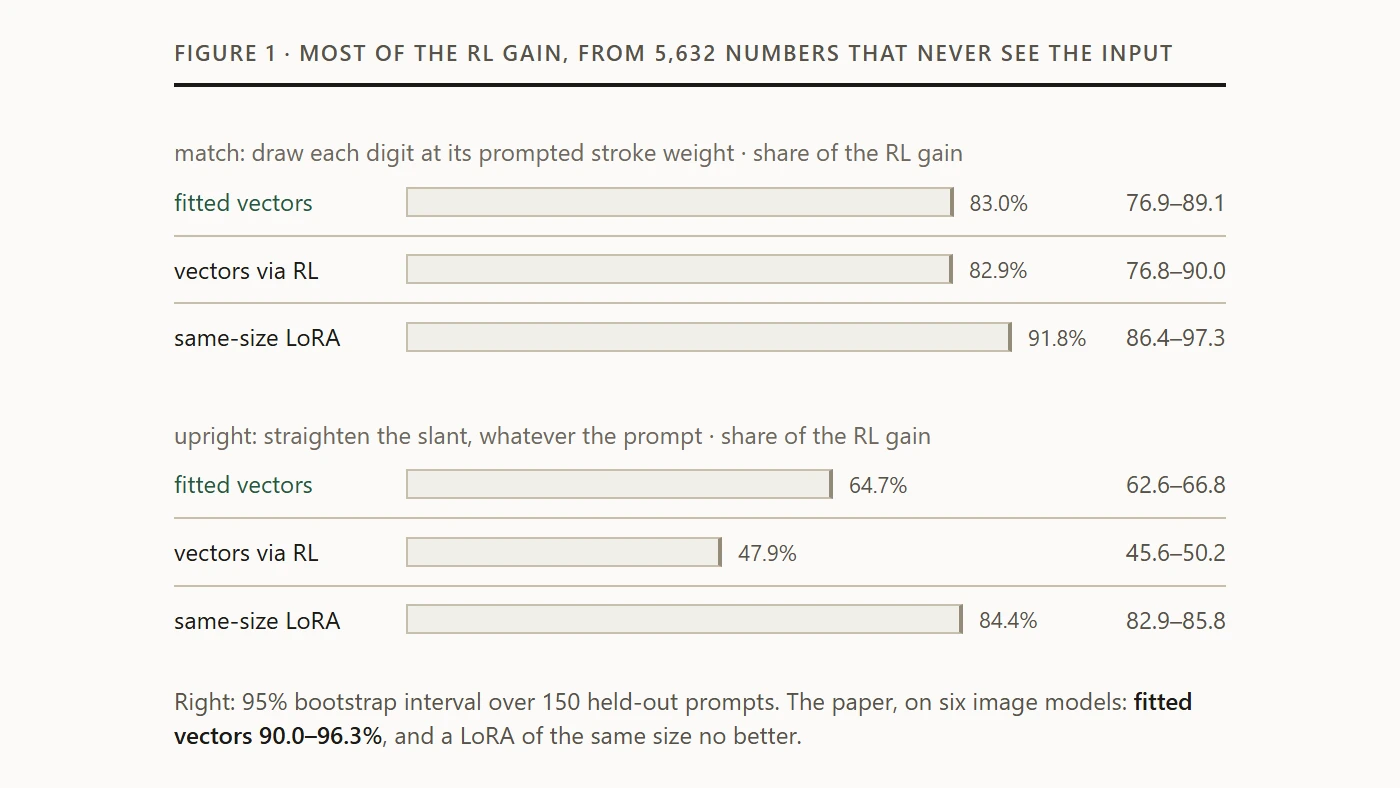 FIGURE 1 · MOST OF THE RL GAIN, FROM 5,632 NUMBERS THAT NEVER SEE THE INPUT
match: draw each digit at its prompted stroke weight · share of the RL gain
fitted vectors 83.0% 76.9–89.1
vectors via RL 82.9% 76.8–90.0
same-size LoRA 91.8% 86.4–97.3
upright: straighten the slant, whatever the prompt · share of the RL gain
fitted vectors 64.7% 62.6–66.8
vectors via RL 47.9% 45.6–50.2
same-size LoRA 84.4% 82.9–85.8
Right: 95% bootstrap interval over 150 held-out prompts. The paper, on six image models: fitted
vectors 90.0–96.3%, and a LoRA of the same size no better.